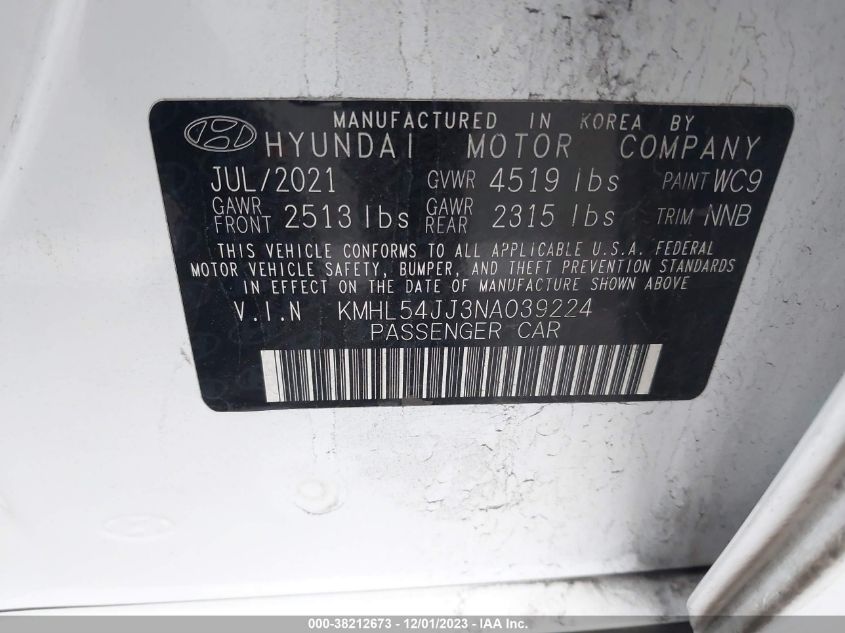 MANUFACTURED IN KOREA BY
HYUNDAI MOTOR COMPANY
JUL/2021 GVWR 4519 lbs PAINT WC9
GAWR FRONT 2513 lbs GAWR REAR 2315 lbs TRIM NNB
THIS VEHICLE CONFORMS TO ALL APPLICABLE U.S.A. FEDERAL
MOTOR VEHICLE SAFETY, BUMPER, AND THEFT PREVENTION STANDARDS
IN EFFECT ON THE DATE OF MANUFACTURE SHOWN ABOVE
V.I.N KMHL54JJ3NA039224
PASSENGER CAR
000-38212673 - 12/01/2023 - IAA Inc.